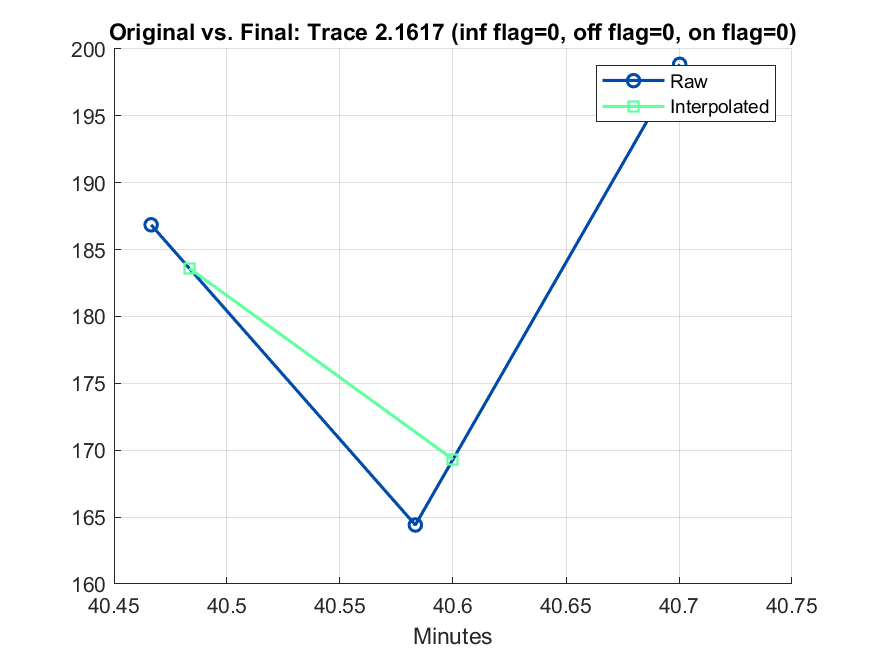 Original vs. Final: Trace 2.1617 (inf flag=0, off flag=0, on flag=0)
200
195
190
185
180
175
170
165
160
Raw
Interpolated
40.45 40.5 40.55 40.6 40.65 40.7 40.75
Minutes